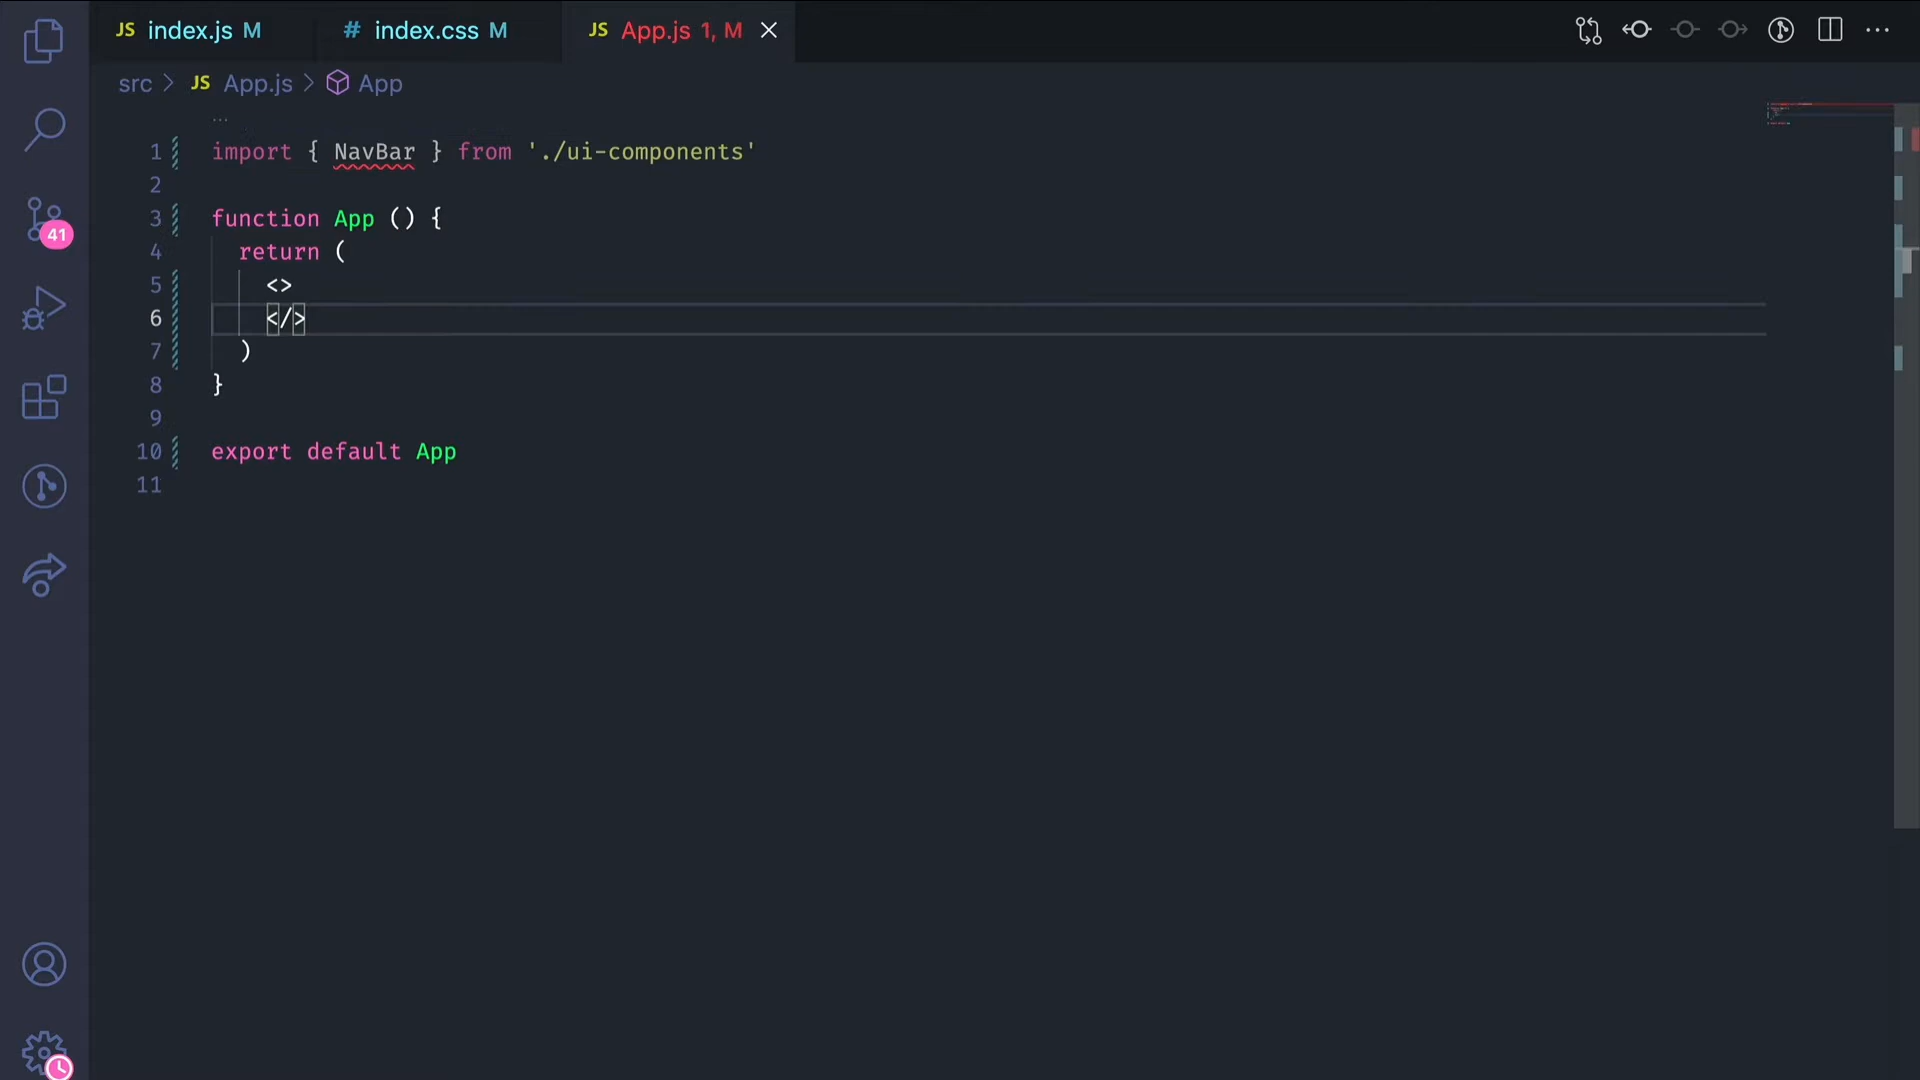 JS index.js M # index.css M JS App.js 1, M
src > JS App.js > App
...
1 import { NavBar } from './ui-components'
2
3 function App () {
4 return (
5 <>
6 </>
7 )
8 }
9
10 export default App
11
41